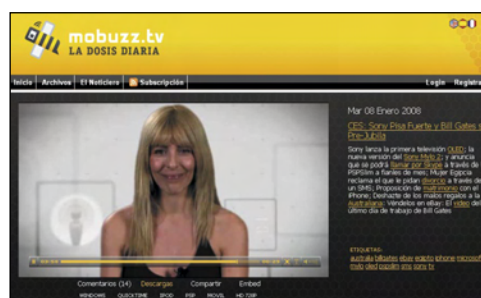 mobuzz.tv
LA DOSIS DIARIA
Inicio Archivos El Noticiero Subscripción Login Registra
Mar 08 Enero 2008
CES: Sony Pisa Fuerte y Bill Gates s
Pre-Jubila
Sony lanza la primera televisión OLED; la
nueva versión del Sony Mylo 2; y anuncia
que se podrá llamar por Skype a través de
PSPSlim a fianles de mes; Mujer Egipcia
reclama el que le pidan divorcio a través de
un SMS; Proposición de matrimonio con el
iPhone; Deshazte de los malos regalos a la
Australiana: Véndelos en eBay; El video del
último día de trabajo de Bill Gates
ETIQUETAS:
australia billgates ebay egipto iphone microsoft
mylo oled pspslim sms sony tv
Comentarios (14) Descargas Compartir Embed
WINDOWS QUICKTIME IPOD PSP MOVIL HD 720P